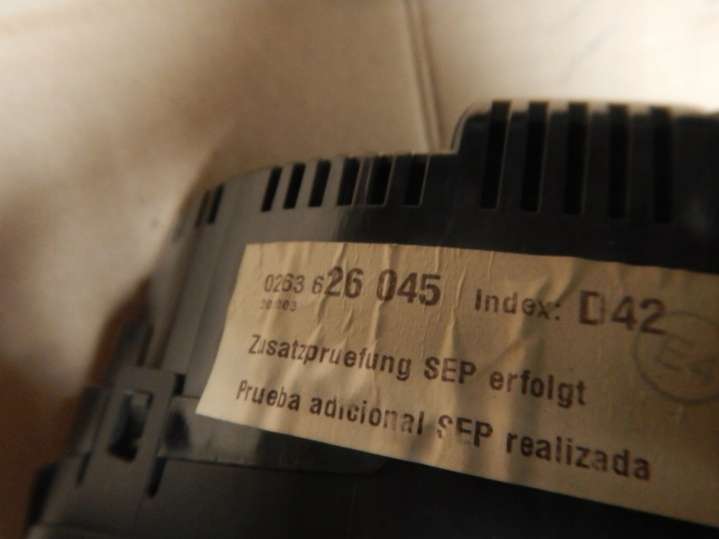 0263 626 045 Index: D42
Zusatzpruefung SEP erfolgt
Prueba adicional SEP realizada